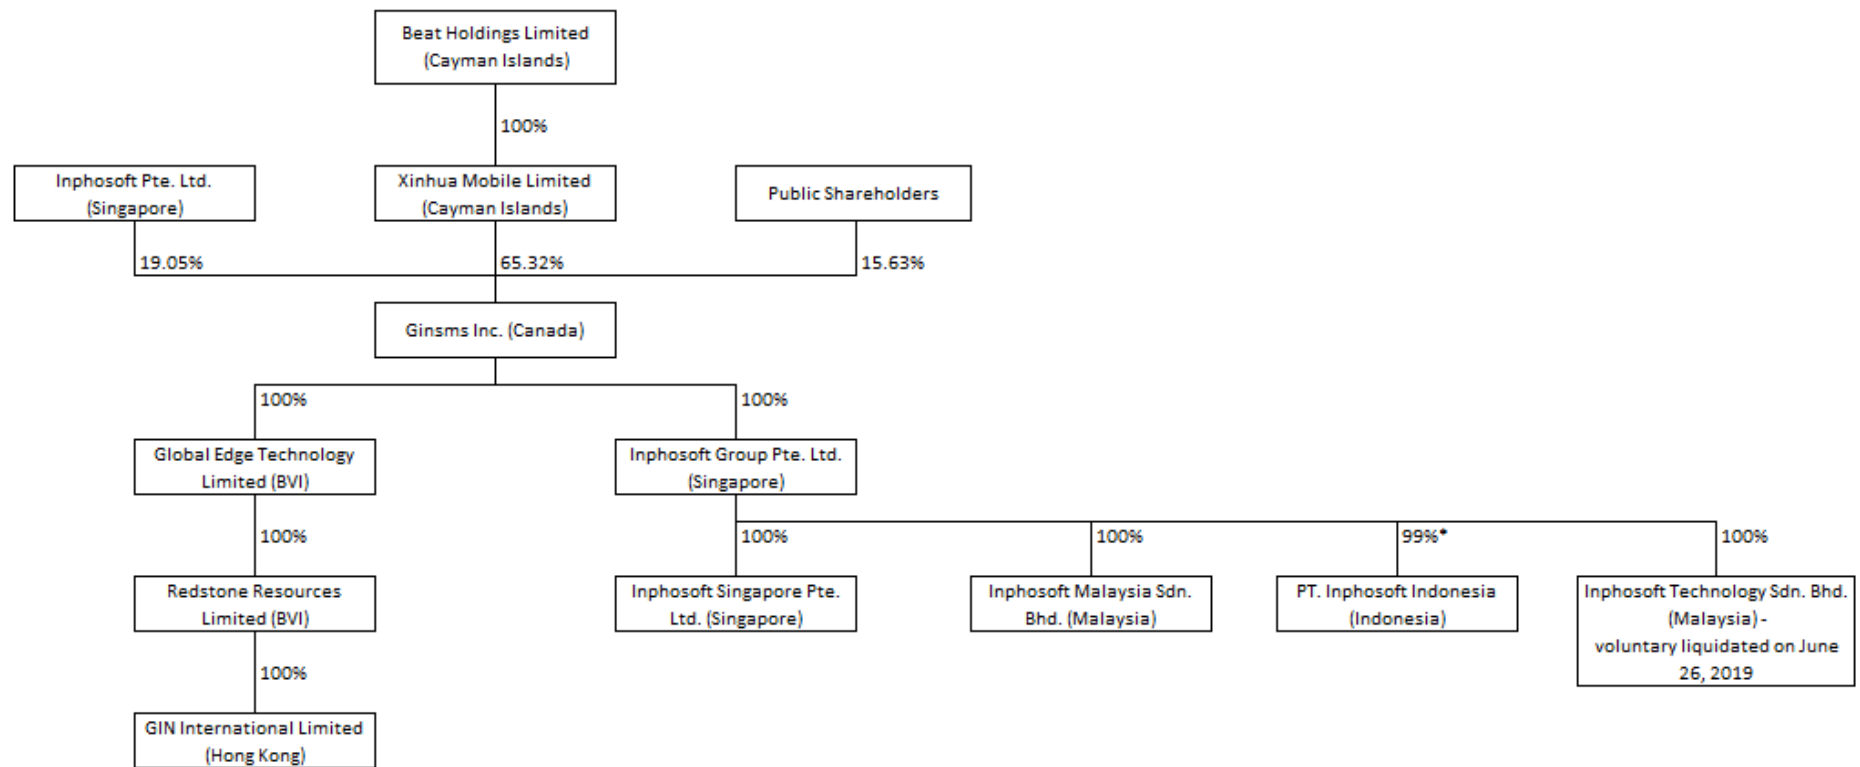 Beat Holdings Limited
(Cayman Islands)
100%
Inphosoft Pte. Ltd.
(Singapore)
Xinhua Mobile Limited
(Cayman Islands)
Public Shareholders
19.05%
65.32%
15.63%
Ginsms Inc. (Canada)
100%
100%
Global Edge Technology
Limited (BVI)
Inphosoft Group Pte. Ltd.
(Singapore)
100%
100%
100%
99%*
100%
Redstone Resources
Limited (BVI)
Inphosoft Singapore Pte.
Ltd. (Singapore)
Inphosoft Malaysia Sdn.
Bhd. (Malaysia)
PT. Inphosoft Indonesia
(Indonesia)
Inphosoft Technology Sdn. Bhd.
(Malaysia) -
voluntary liquidated on June
26, 2019
100%
GIN International Limited
(Hong Kong)